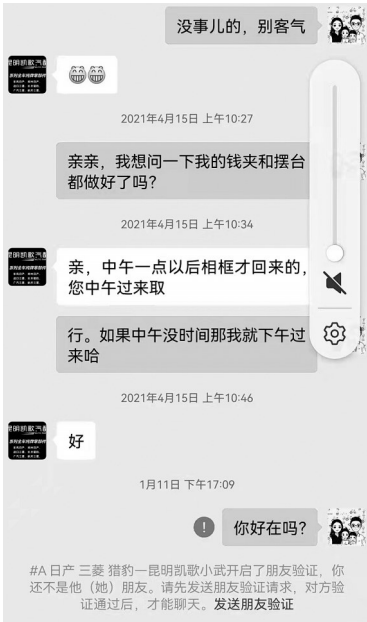 没事儿的，别客气
2021年4月15日 上午10:27
亲亲，我想问一下我的钱夹和摆台
都做好了吗？
2021年4月15日 上午10:34
昆明凯歌汽配
亲，中午一点以后相框才回来的，
您中午过来取
行。如果中午没时间那我就下午过
来哈
2021年4月15日 上午10:46
好
1月11日 下午17:09
你好在吗？
#A 日产 三菱 猎豹一昆明凯歌小武开启了朋友验证，你
还不是他（她）朋友。请先发送朋友验证请求，对方验
证通过后，才能聊天。发送朋友验证